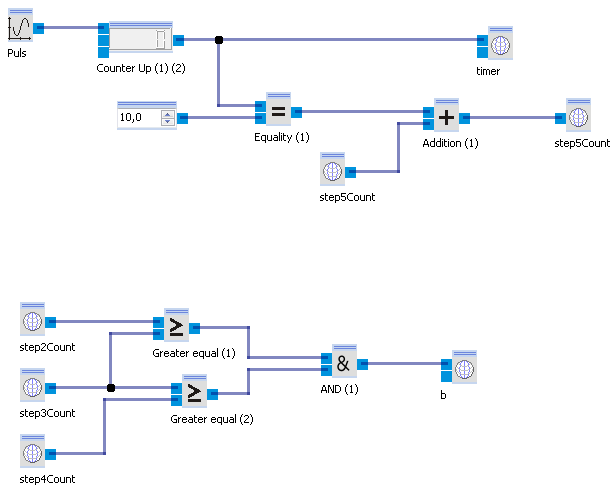 Puls
Counter Up (1) (2)
timer
10,0
=
Equality (1)
+
Addition (1)
step5Count
step5Count
step2Count
≥
Greater equal (1)
step3Count
≥
Greater equal (2)
&
AND (1)
b
step4Count